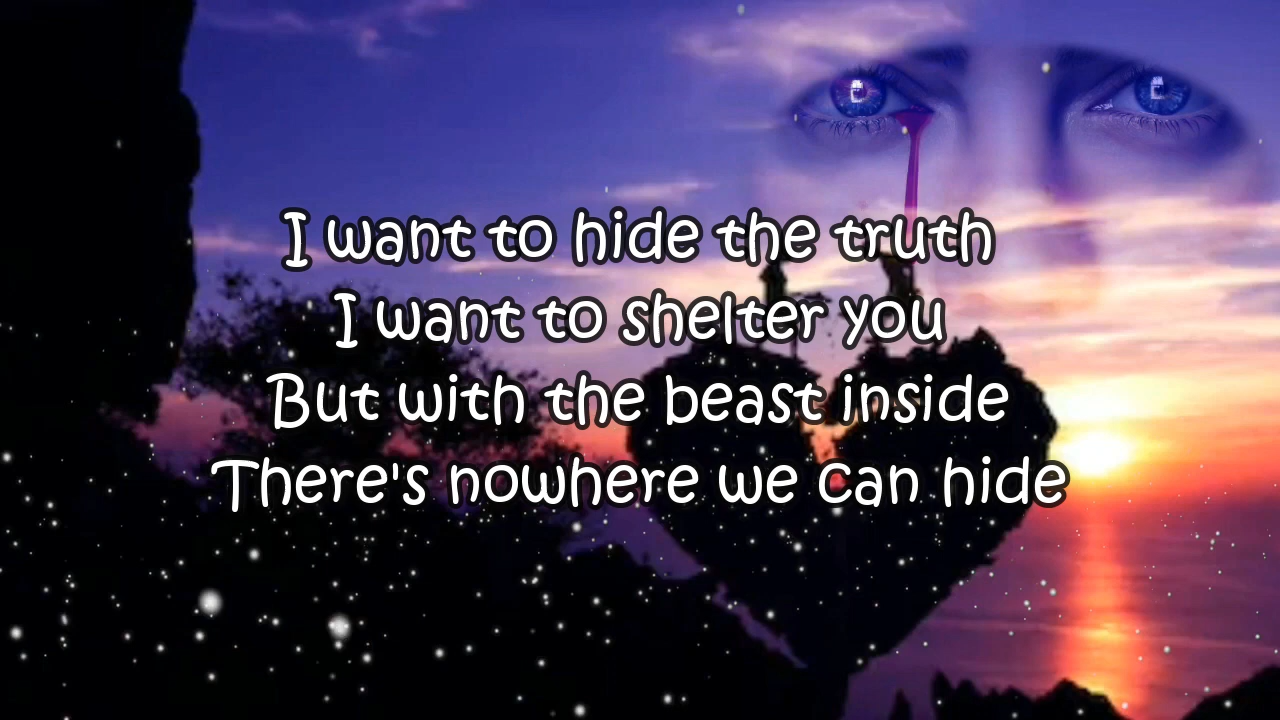 I want to hide the truth
I want to shelter you
But with the beast inside
There's nowhere we can hide